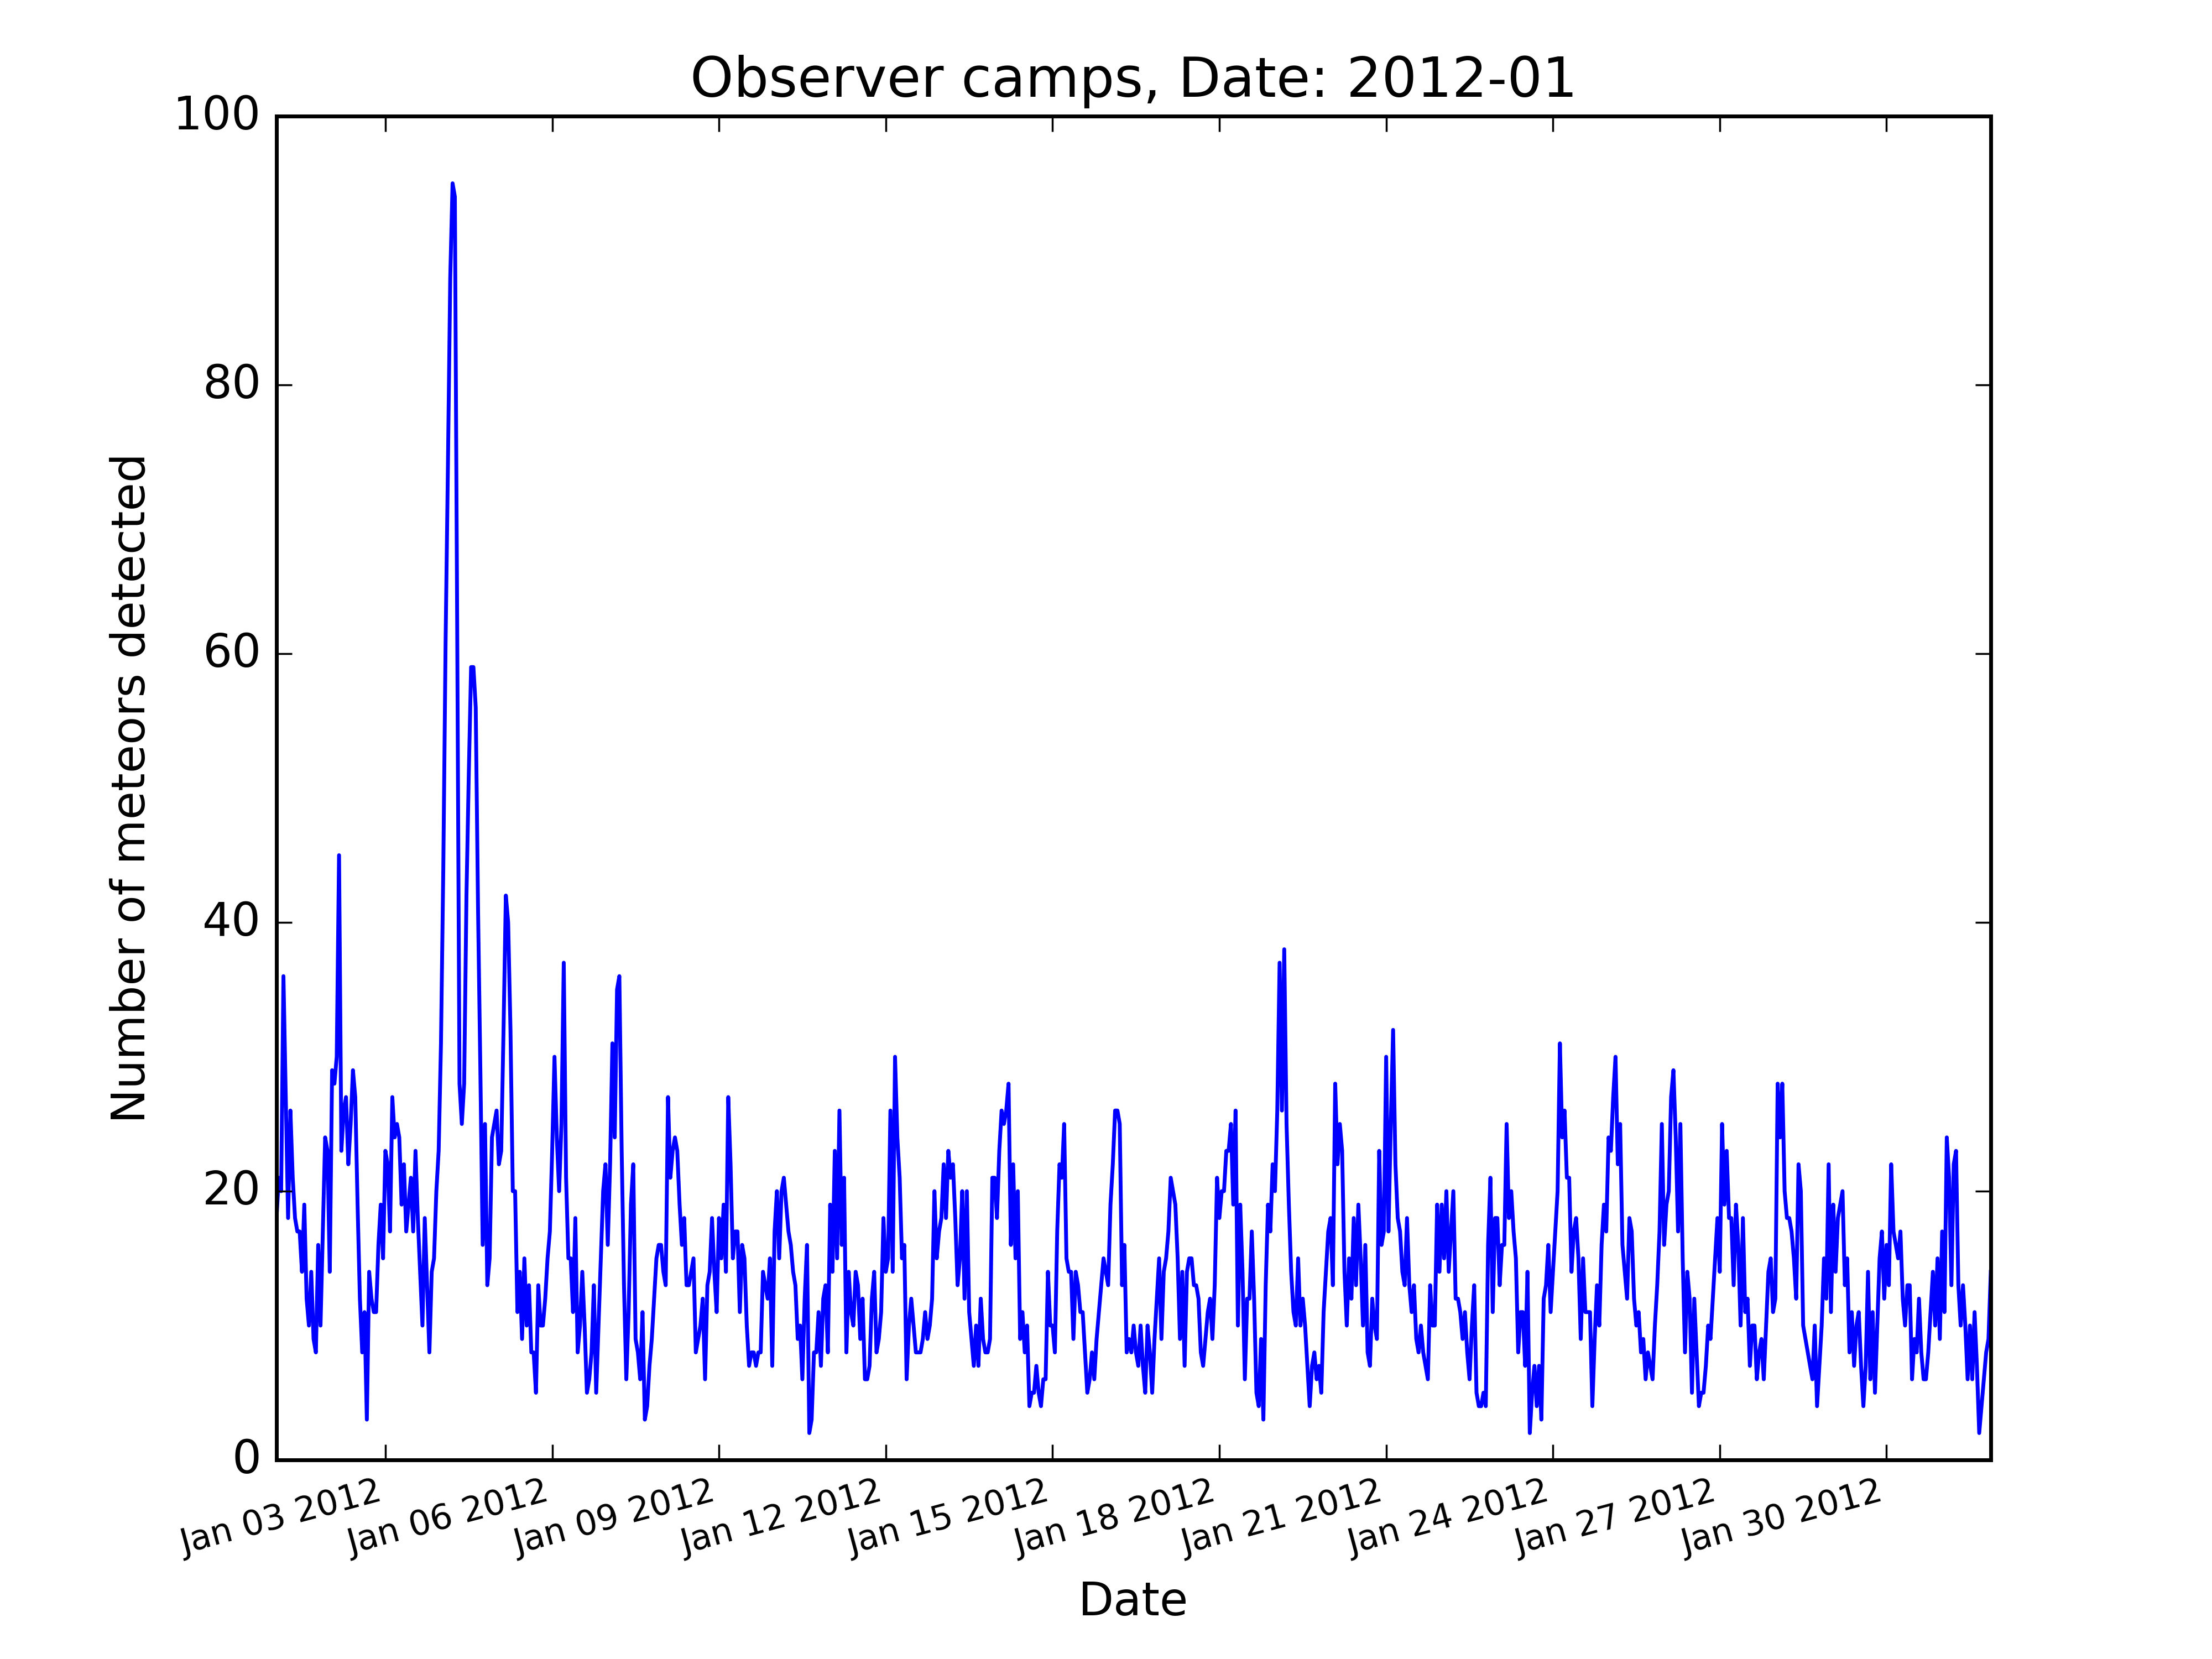 Observer camps, Date: 2012-01
Number of meteors detected
100
80
60
40
20
0
Jan 03 2012
Jan 06 2012
Jan 09 2012
Jan 12 2012
Jan 15 2012
Jan 18 2012
Jan 21 2012
Jan 24 2012
Jan 27 2012
Jan 30 2012
Date